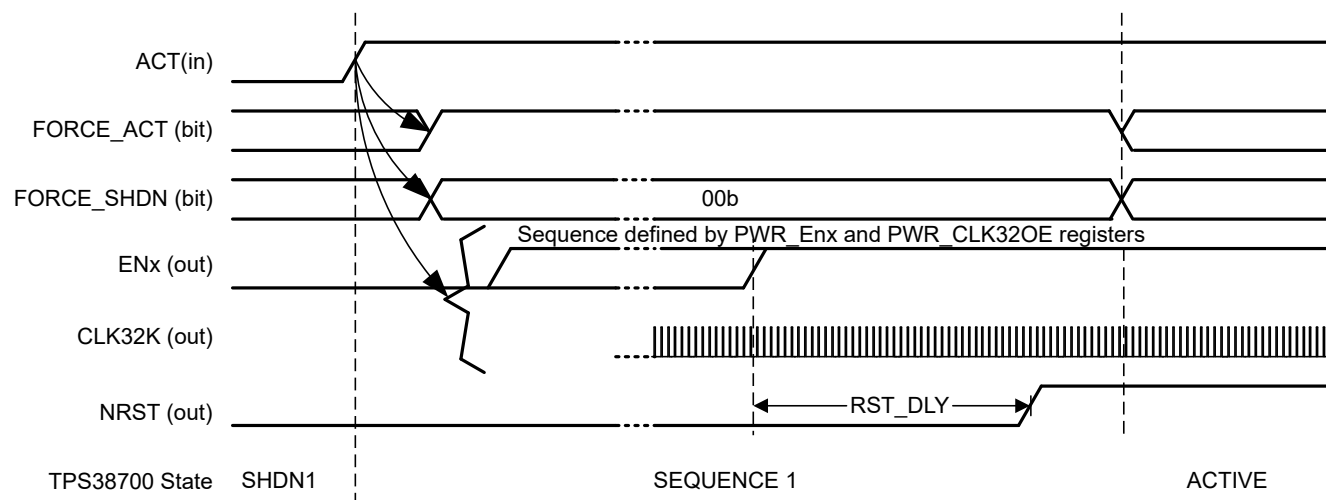 ACT(in)
FORCE_ACT (bit)
FORCE_SHDN (bit)
00b
Sequence defined by PWR_Enx and PWR_CLK32OE registers
ENx (out)
CLK32K (out)
NRST (out)
RST_DLY
TPS38700 State SHDN1 SEQUENCE 1 ACTIVE